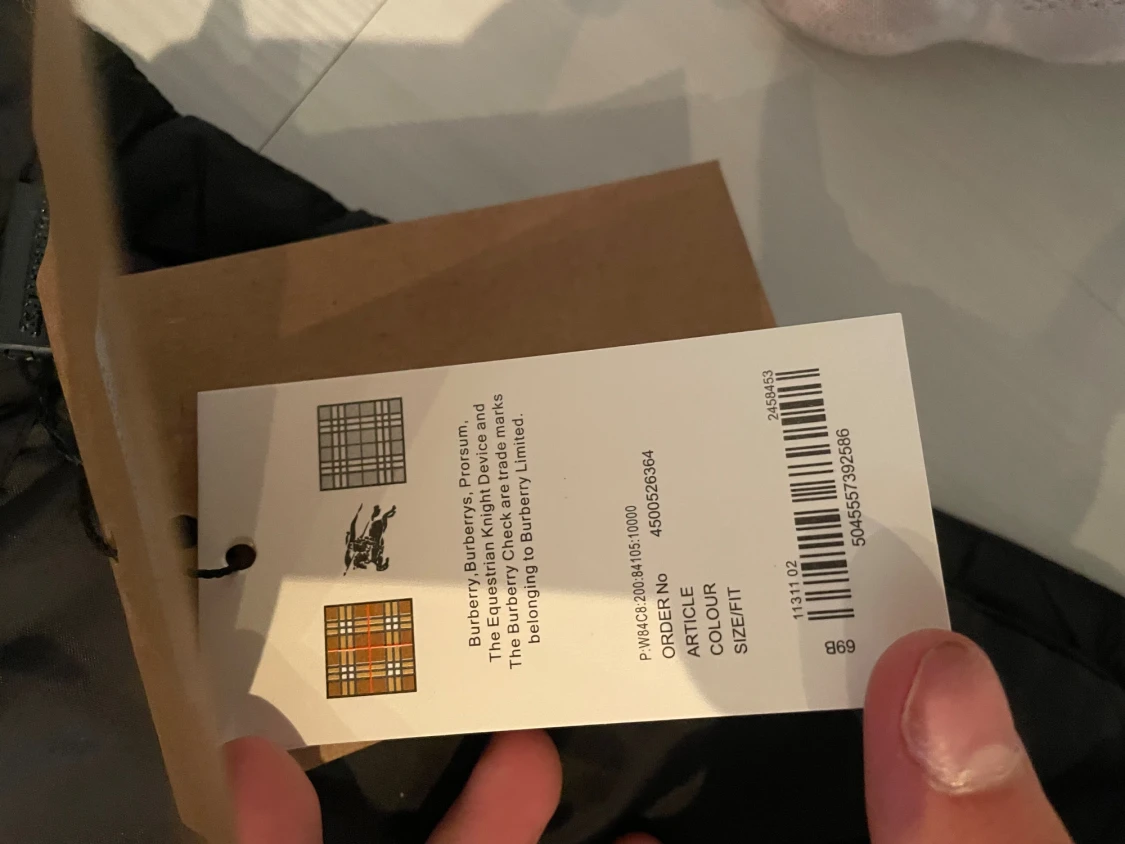 Burberry, Burberrys, Prorsum,
The Equestrian Knight Device and
The Burberry Check are trade marks
belonging to Burberry Limited.
P:W84C8:200:84105:10000
ORDER No 4500526364
ARTICLE
COLOUR
SIZE/FIT
11311 02 2458453
5045557392586
69B